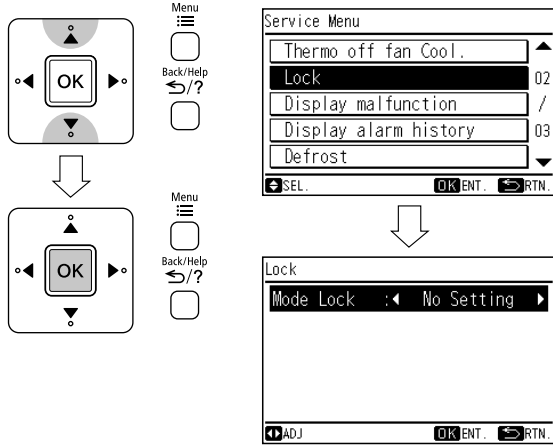 Menu
OK
Back/Help
/?
Menu
OK
Back/Help
/?
Service Menu
Thermo off fan Cool.
Lock
Display malfunction
Display alarm history
Defrost
02
/
03
SEL. OK ENT. RTN.
Lock
Mode Lock : No Setting
ADJ OK ENT. RTN.